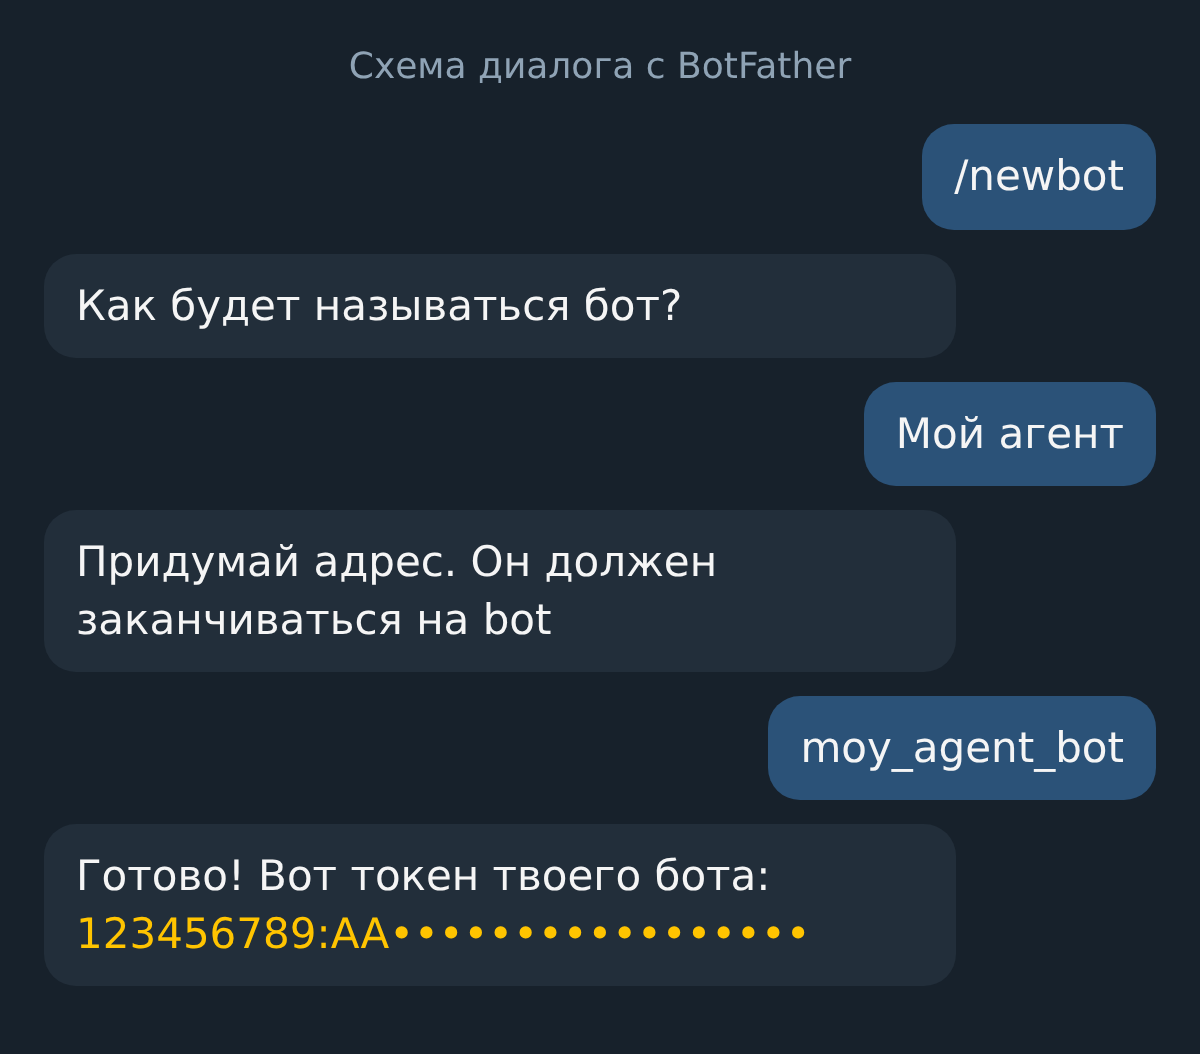 Схема диалога с BotFather
/newbot
Как будет называться бот?
Мой агент
Придумай адрес. Он должен
заканчиваться на bot
moy_agent_bot
Готово! Вот токен твоего бота:
123456789:AA•••••••••••••••••